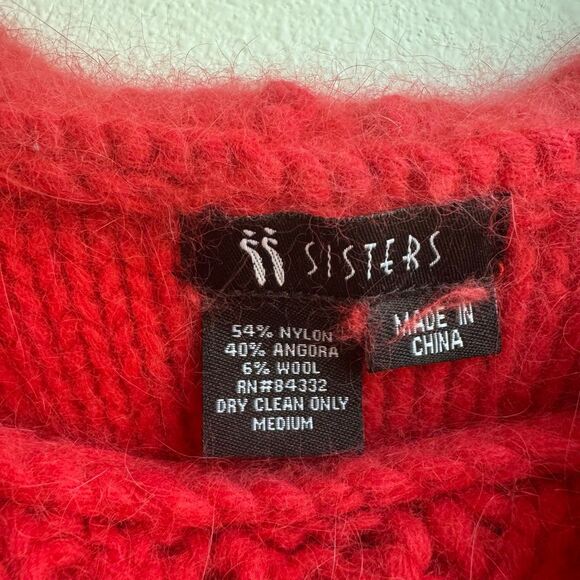 SISTERS
54% NYLON
40% ANGORA
6% WOOL
RN#84332
DRY CLEAN ONLY
MEDIUM
MADE IN
CHINA